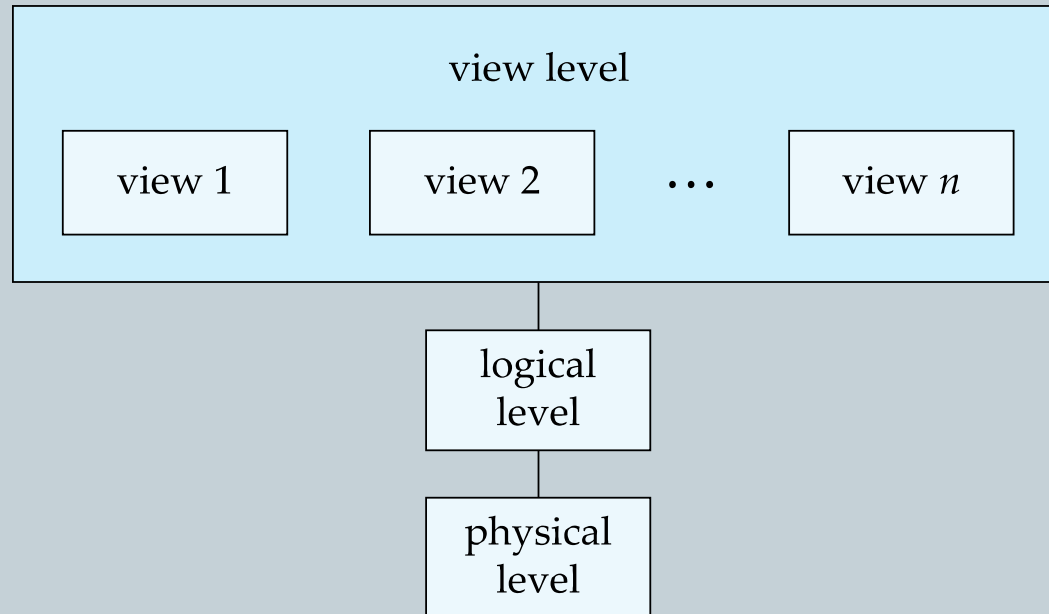 view level
view 1
view 2
...
view n
logical
level
physical
level